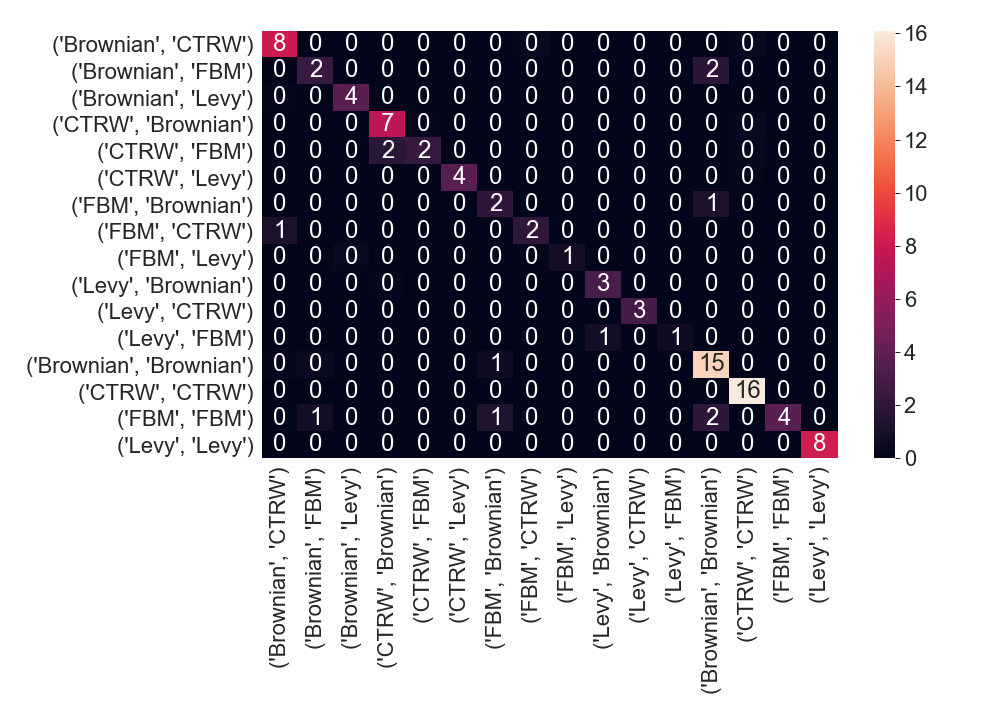 ('Brownian', 'CTRW') 8 0 0 0 0 0 0 0 0 0 0 0 0 0 0 0
('Brownian', 'FBM') 0 2 0 0 0 0 0 0 0 0 0 0 2 0 0 0
('Brownian', 'Levy') 0 0 4 0 0 0 0 0 0 0 0 0 0 0 0 0
('CTRW', 'Brownian') 0 0 0 7 0 0 0 0 0 0 0 0 0 0 0 0
('CTRW', 'FBM') 0 0 0 2 2 0 0 0 0 0 0 0 0 0 0 0
('CTRW', 'Levy') 0 0 0 0 0 4 0 0 0 0 0 0 0 0 0 0
('FBM', 'Brownian') 0 0 0 0 0 0 2 0 0 0 0 0 1 0 0 0
('FBM', 'CTRW') 1 0 0 0 0 0 0 2 0 0 0 0 0 0 0 0
('FBM', 'Levy') 0 0 0 0 0 0 0 0 1 0 0 0 0 0 0 0
('Levy', 'Brownian') 0 0 0 0 0 0 0 0 0 3 0 0 0 0 0 0
('Levy', 'CTRW') 0 0 0 0 0 0 0 0 0 0 3 0 0 0 0 0
('Levy', 'FBM') 0 0 0 0 0 0 0 0 0 1 0 1 0 0 0 0
('Brownian', 'Brownian') 0 0 0 0 0 0 1 0 0 0 0 0 15 0 0 0
('CTRW', 'CTRW') 0 0 0 0 0 0 0 0 0 0 0 0 0 16 0 0
('FBM', 'FBM') 0 1 0 0 0 0 1 0 0 0 0 0 2 0 4 0
('Levy', 'Levy') 0 0 0 0 0 0 0 0 0 0 0 0 0 0 0 8
('Brownian', 'CTRW')
('Brownian', 'FBM')
('Brownian', 'Levy')
('CTRW', 'Brownian')
('CTRW', 'FBM')
('CTRW', 'Levy')
('FBM', 'Brownian')
('FBM', 'CTRW')
('FBM', 'Levy')
('Levy', 'Brownian')
('Levy', 'CTRW')
('Levy', 'FBM')
('Brownian', 'Brownian')
('CTRW', 'CTRW')
('FBM', 'FBM')
('Levy', 'Levy')
16
14
12
10
8
6
4
2
0